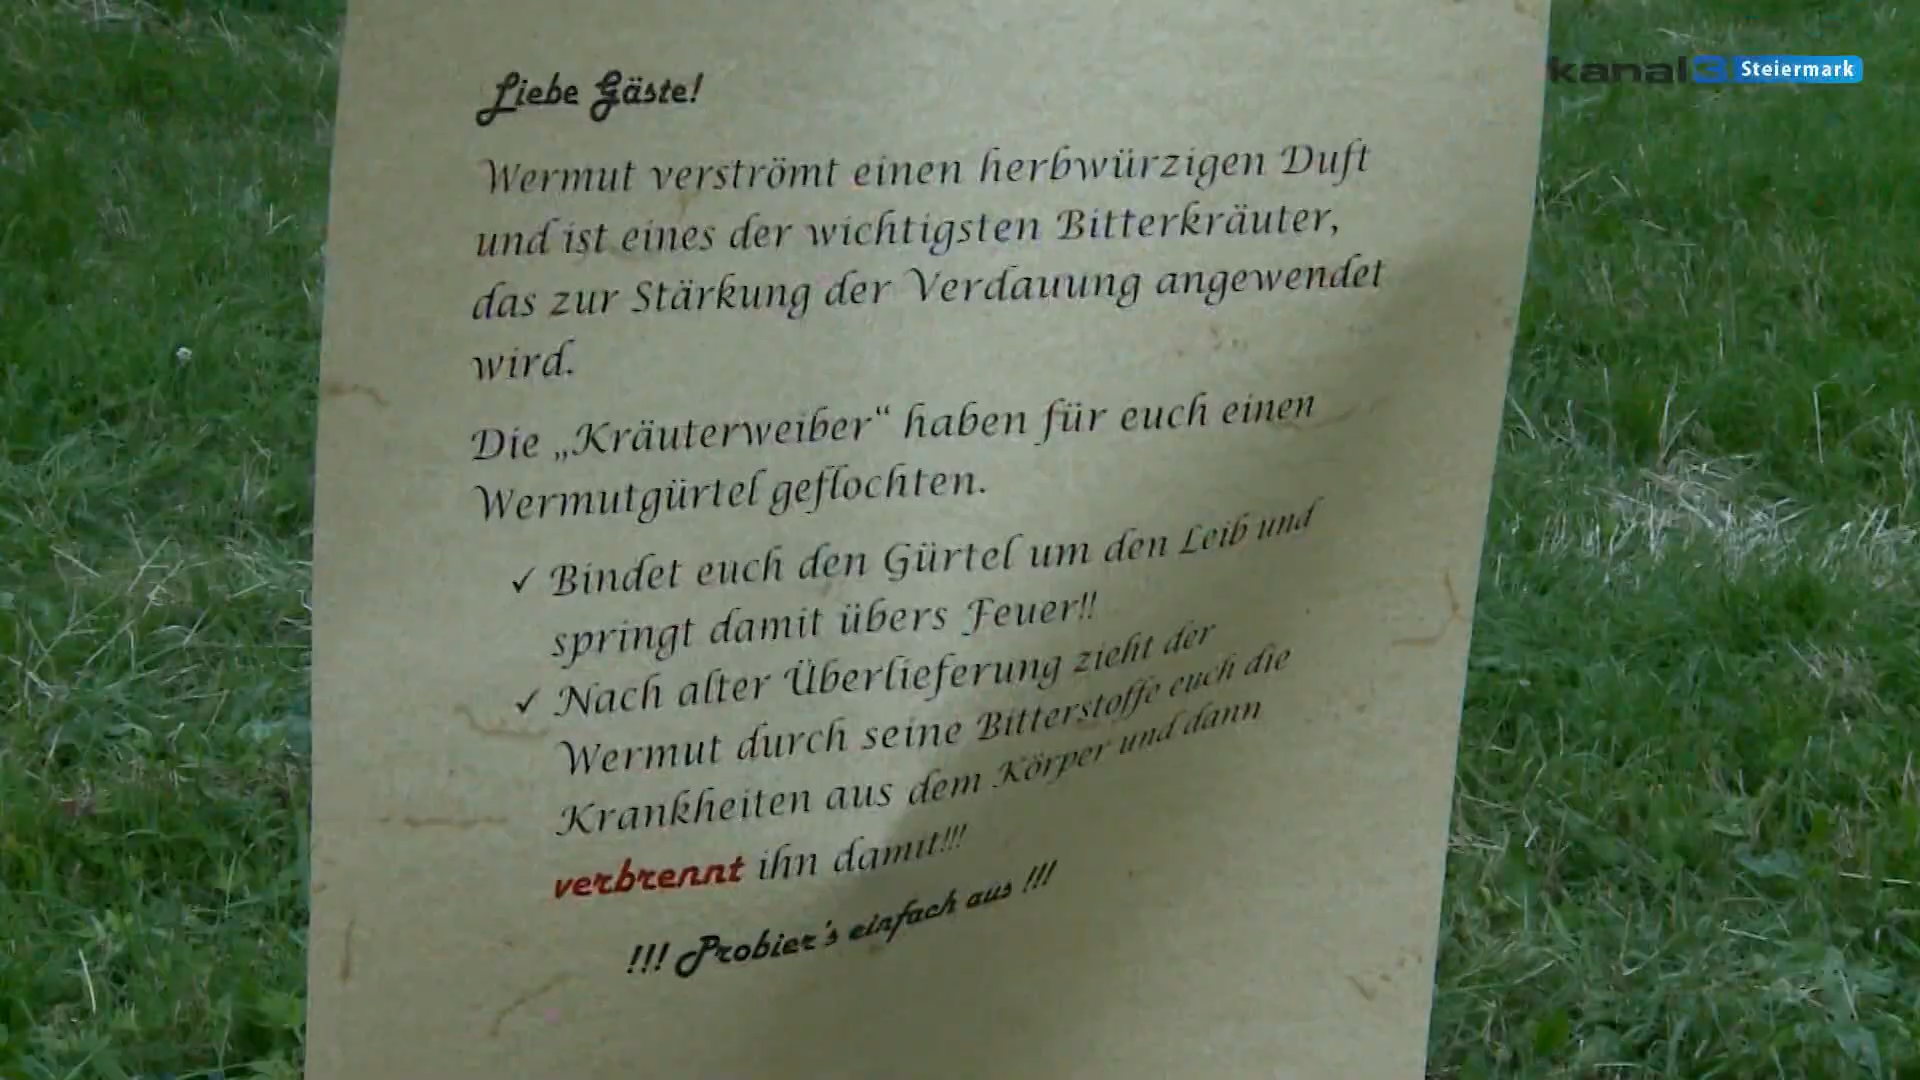 kanal3 Steiermark
Liebe Gäste!
Wermut verströmt einen herbwürzigen Duft
und ist eines der wichtigsten Bitterkräuter,
das zur Stärkung der Verdauung angewendet
wird.
Die „Kräuterweiber“ haben für euch einen
Wermutgürtel geflochten.
✓ Bindet euch den Gürtel um den Leib und
springt damit übers Feuer!!
✓ Nach alter Überlieferung zieht der
Wermut durch seine Bitterstoffe euch die
Krankheiten aus dem Körper und dann
verbrennt ihn damit!!!
!!! Probier's einfach aus !!!